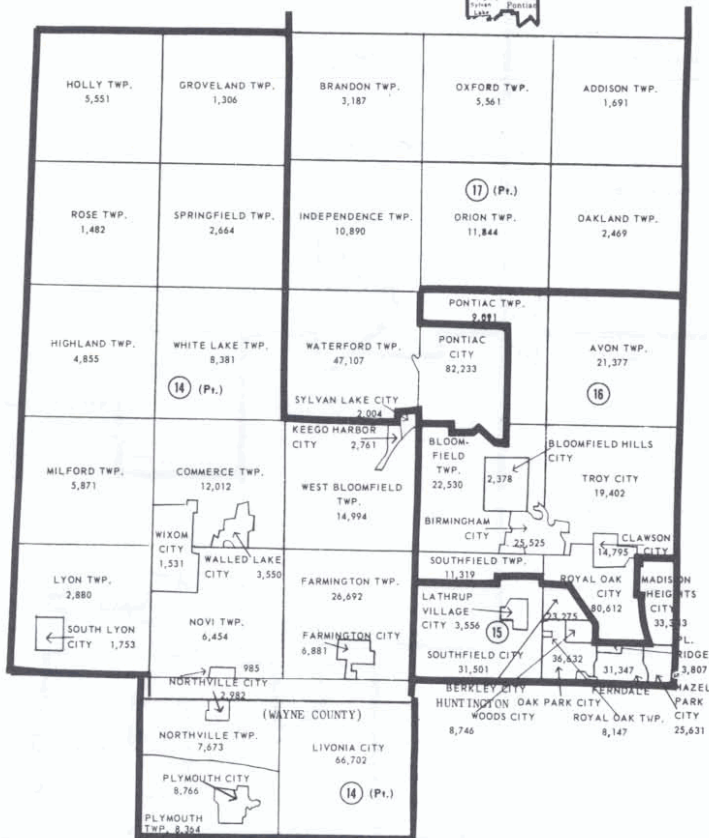 Sylvan
Lake
Pontiac
HOLLY TWP.
5,551
GROVELAND TWP.
1,306
BRANDON TWP.
3,187
OXFORD TWP.
5,561
ADDISON TWP.
1,691
ROSE TWP.
1,482
SPRINGFIELD TWP.
2,664
INDEPENDENCE TWP.
10,890
17 (Pt.)
ORION TWP.
11,844
OAKLAND TWP.
2,469
HIGHLAND TWP.
4,855
WHITE LAKE TWP.
8,381
14 (Pt.)
WATERFORD TWP.
47,107
PONTIAC TWP.
PONTIAC
CITY
82,233
AVON TWP.
21,377
16
SYLVAN LAKE CITY
2,004
KEEGO HARBOR
CITY 2,761
MILFORD TWP.
5,871
COMMERCE TWP.
12,012
WEST BLOOMFIELD
TWP.
14,994
BLOOM-
FIELD
TWP.
22,530
BLOOMFIELD HILLS
CITY
2,378
TROY CITY
19,402
BIRMINGHAM
CITY
25,525
WIXOM
CITY
1,531
WALLED LAKE
CITY 3,550
CLAWSON
CITY
14,795
SOUTHFIELD TWP.
11,319
LYON TWP.
2,880
SOUTH LYON
CITY 1,753
NOVI TWP.
6,454
FARMINGTON TWP.
26,692
FARMINGTON CITY
6,881
LATHRUP
VILLAGE
CITY 3,556
15
SOUTHFIELD CITY
31,501
ROYAL OAK
CITY
80,612
MADISON
HEIGHTS
CITY
23,275
36,632
31,347
PL.
RIDGE
3,807
985
NORTHVILLE CITY
2,982
BERKLEY CITY
HUNTINGTON
WOODS CITY
8,746
OAK PARK CITY
FERNDALE
ROYAL OAK TWP.
8,147
HAZEL
PARK
CITY
25,631
(WAYNE COUNTY)
NORTHVILLE TWP.
7,673
LIVONIA CITY
66,702
14 (Pt.)
PLYMOUTH CITY
8,766
PLYMOUTH
TWP. 8,364